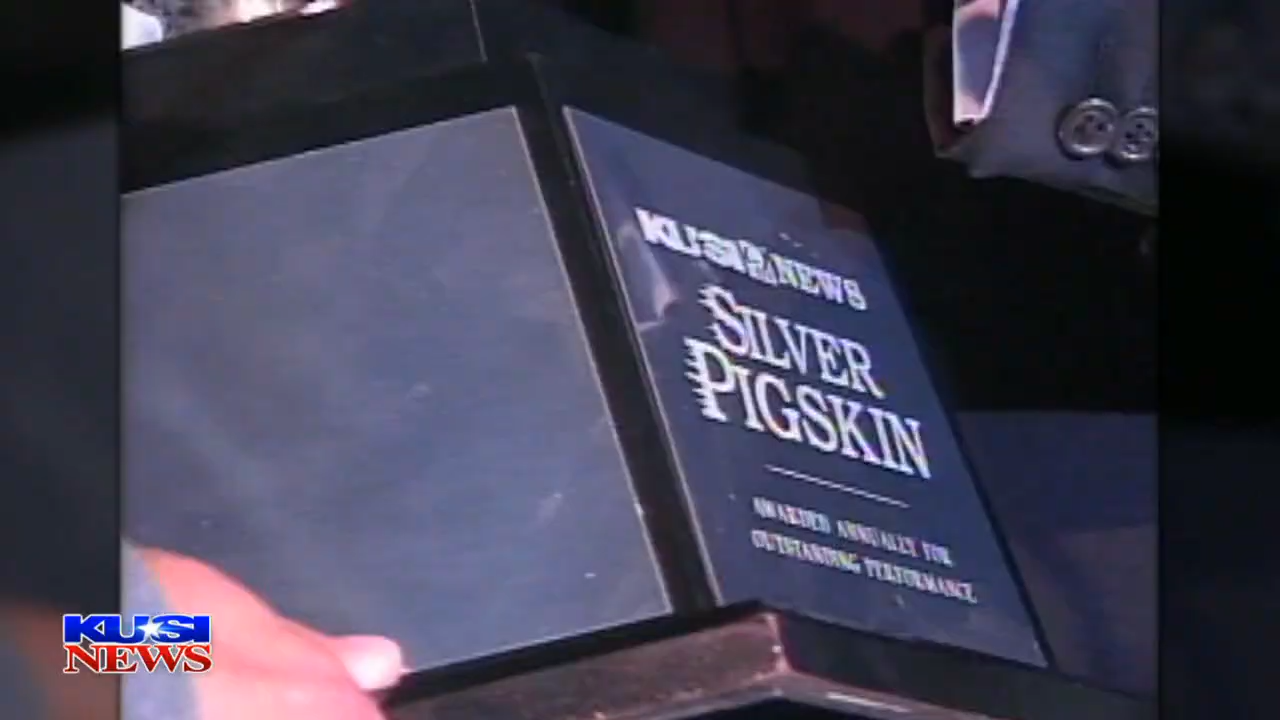 KUSI NEWS
SILVER
PIGSKIN
AWARDED ANNUALLY FOR
OUTSTANDING PERFORMANCE
KUSI
NEWS